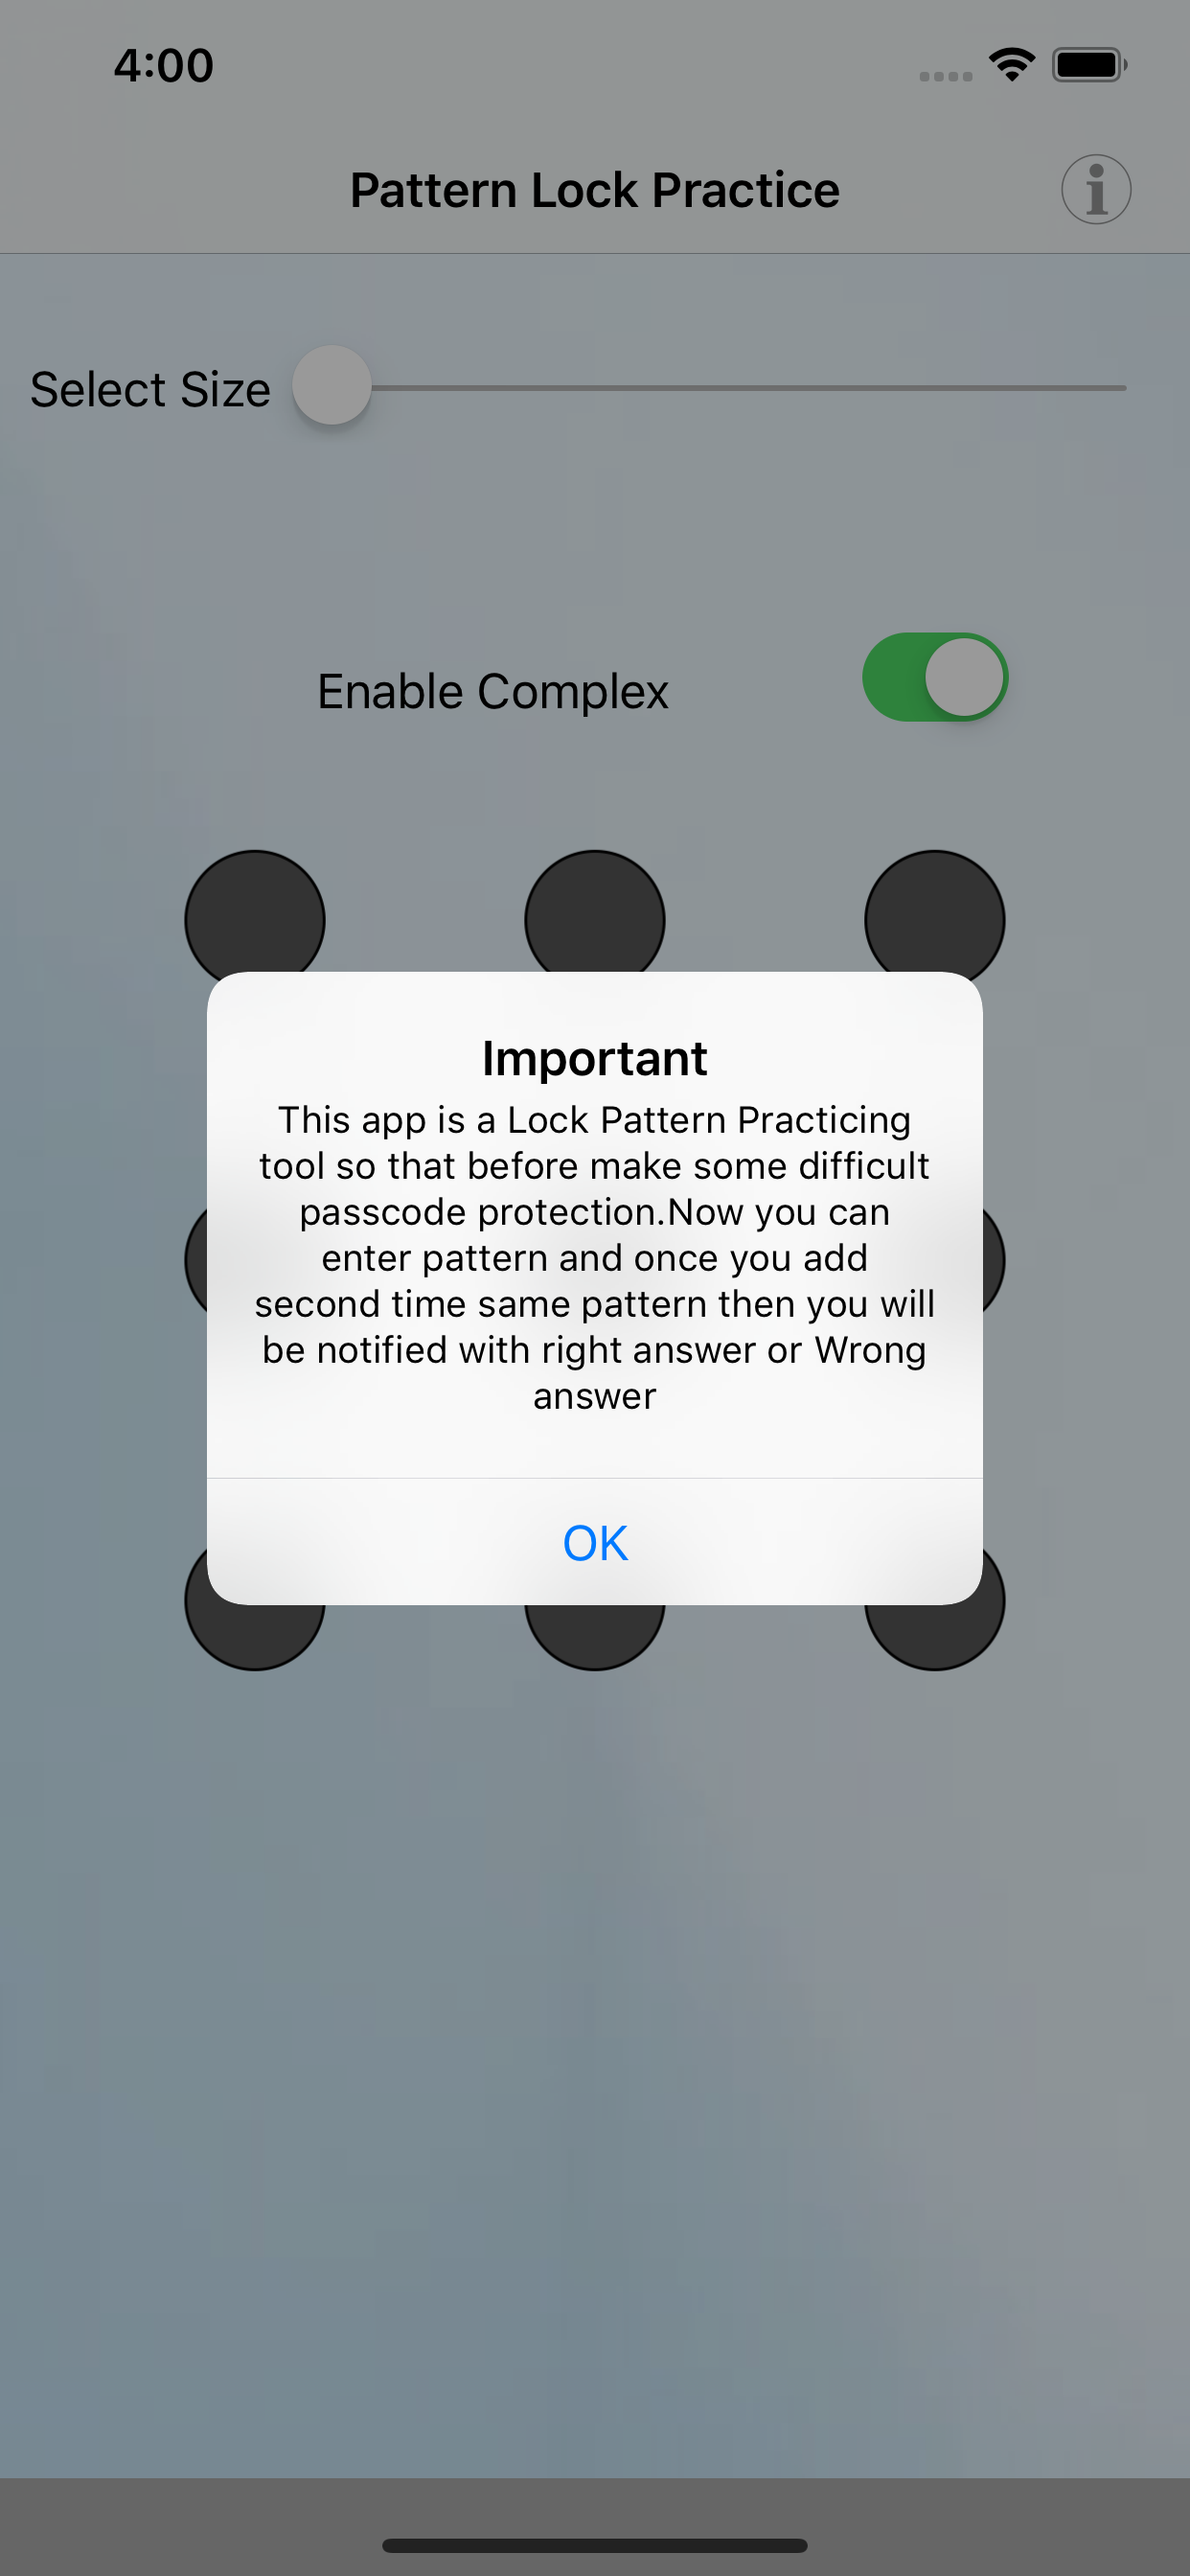 4:00
Pattern Lock Practice
Select Size
Enable Complex
Important
This app is a Lock Pattern Practicing
tool so that before make some difficult
passcode protection.Now you can
enter pattern and once you add
second time same pattern then you will
be notified with right answer or Wrong
answer
OK